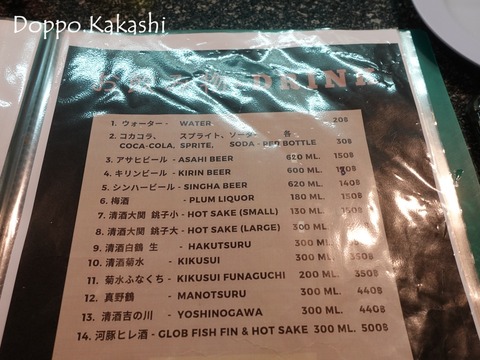 Doppo.Kakashi
お飲み物 DRINK
1. ウォーター - WATER 20฿
2. コカコラ、 スプライト、ソーダ 各
COCA-COLA, SPRITE, SODA - PER BOTTLE 30฿
3. アサヒビール - ASAHI BEER 620 ML. 150฿
4. キリンビール - KIRIN BEER 600 ML.
5. シンハービール - SINGHA BEER 620 ML. 140฿
6. 梅酒 - PLUM LIQUOR 180 ML. 150฿
7. 清酒大関 銚子小 - HOT SAKE (SMALL) 130 ML. 150฿
8. 清酒大関 銚子大 - HOT SAKE (LARGE) 300 ML.
9. 清酒白鶴 生 - HAKUTSURU 300 ML.
10. 清酒菊水 - KIKUSUI 300 ML.
11. 菊水ふなくち - KIKUSUI FUNAGUCHI 200 ML. 350฿
12. 真野鶴 - MANOTSURU 300 ML. 440฿
13. 清酒吉の川 - YOSHINOGAWA 300 ML. 440฿
14. 河豚ヒレ酒 - GLOB FISH FIN & HOT SAKE 300 ML. 500฿